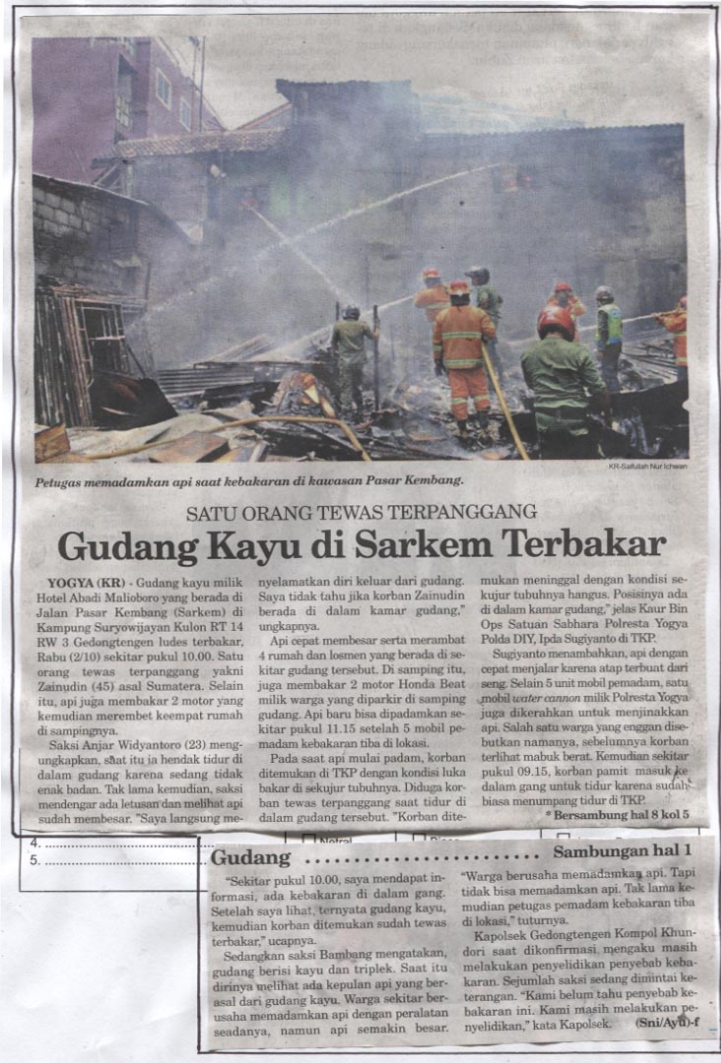 KR-Saifullah Nur Ichwan
Petugas memadamkan api saat kebakaran di kawasan Pasar Kembang.
SATU ORANG TEWAS TERPANGGANG
Gudang Kayu di Sarkem Terbakar
YOGYA (KR) - Gudang kayu milik
Hotel Abadi Malioboro yang berada di
Jalan Pasar Kembang (Sarkem) di
Kampung Suryowijayan Kulon RT 14
RW 3 Gedongtengen ludes terbakar,
Rabu (2/10) sekitar pukul 10.00. Satu
orang tewas terpanggang yakni
Zainudin (45) asal Sumatera. Selain
itu, api juga membakar 2 motor yang
kemudian merembet keempat rumah
di sampingnya.
Saksi Anjar Widyantoro (23) meng-
ungkapkan, saat itu ia hendak tidur di
dalam gudang karena sedang tidak
enak badan. Tak lama kemudian, saksi
mendengar ada letusan dan melihat api
sudah membesar. "Saya langsung me-
nyelamatkan diri keluar dari gudang.
Saya tidak tahu jika korban Zainudin
berada di dalam kamar gudang,"
ungkapnya.
Api cepat membesar serta merambat
4 rumah dan losmen yang berada di se-
kitar gudang tersebut. Di samping itu,
juga membakar 2 motor Honda Beat
milik warga yang diparkir di samping
gudang. Api baru bisa dipadamkan se-
kitar pukul 11.15 setelah 5 mobil pe-
madam kebakaran tiba di lokasi.
Pada saat api mulai padam, korban
ditemukan di TKP dengan kondisi luka
bakar di sekujur tubuhnya. Diduga kor-
ban tewas terpanggang saat tidur di
dalam gudang tersebut. "Korban dite-
mukan meninggal dengan kondisi se-
kujur tubuhnya hangus. Posisinya ada
di dalam kamar gudang," jelas Kaur Bin
Ops Satuan Sabhara Polresta Yogya
Polda DIY, Ipda Sugiyanto di TKP.
Sugiyanto menambahkan, api dengan
cepat menjalar karena atap terbuat dari
seng. Selain 5 unit mobil pemadam, satu
mobil water cannon milik Polresta Yogya
juga dikerahkan untuk menjinakkan
api. Salah satu warga yang enggan dise-
butkan namanya, sebelumnya korban
terlihat mabuk berat. Kemudian sekitar
pukul 09.15, korban pamit masuk ke
dalam gang untuk tidur karena sudah
biasa menumpang tidur di TKP.
* Bersambung hal 8 kol 5
4. ........................................
5. ........................................
Gudang ........................ Sambungan hal 1
"Sekitar pukul 10.00, saya mendapat in-
formasi, ada kebakaran di dalam gang.
Setelah saya lihat, ternyata gudang kayu,
kemudian korban ditemukan sudah tewas
terbakar," ucapnya.
Sedangkan saksi Bambang mengatakan,
gudang berisi kayu dan triplek. Saat itu
dirinya melihat ada kepulan api yang ber-
asal dari gudang kayu. Warga sekitar ber-
usaha memadamkan api dengan peralatan
seadanya, namun api semakin besar.
"Warga berusaha memadamkan api. Tapi
tidak bisa memadamkan api. Tak lama ke-
mudian petugas pemadam kebakaran tiba
di lokasi," tuturnya.
Kapolsek Gedongtengen Kompol Khun-
dori saat dikonfirmasi mengaku masih
melakukan penyelidikan penyebab keba-
karan. Sejumlah saksi sedang dimintai ke-
terangan. "Kami belum tahu penyebab ke-
bakaran ini. Kami masih melakukan pe-
nyelidikan," kata Kapolsek. (Sni/Ayu)-f